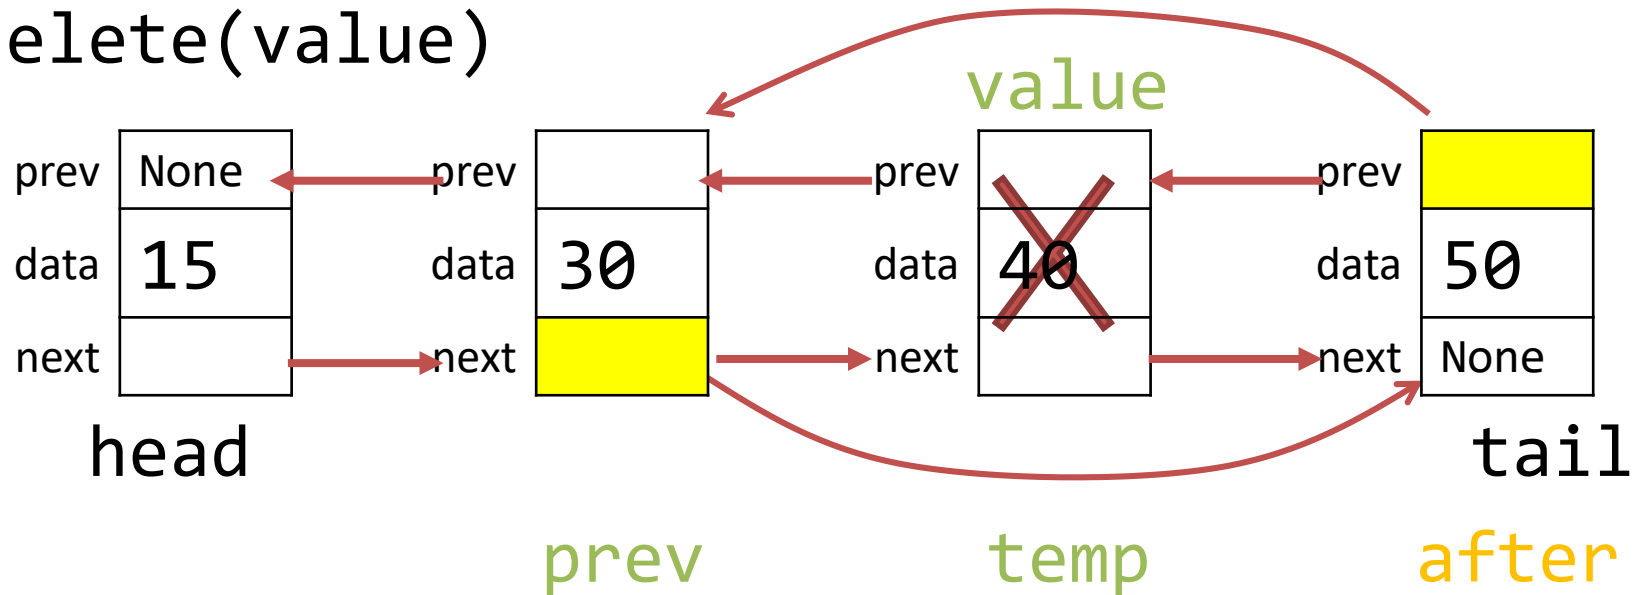 elete(value)
value
prev None prev prev prev
data 15 data 30 data 40 data 50
next next next next None
head tail
prev temp after